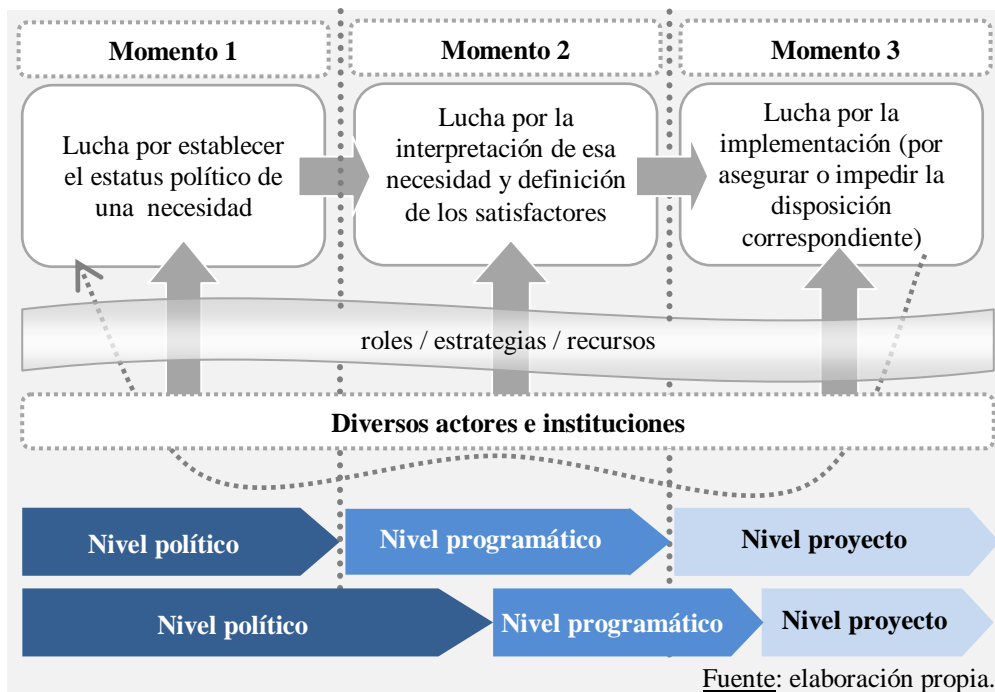 Momento 1
Momento 2
Momento 3
Lucha por establecer
el estatus político de
una necesidad
Lucha por la
interpretación de esa
necesidad y definición
de los satisfactores
Lucha por la
implementación (por
asegurar o impedir la
disposición
correspondiente)
roles / estrategias / recursos
Diversos actores e instituciones
Nivel político
Nivel programático
Nivel proyecto
Nivel político
Nivel programático
Nivel proyecto
Fuente: elaboración propia.